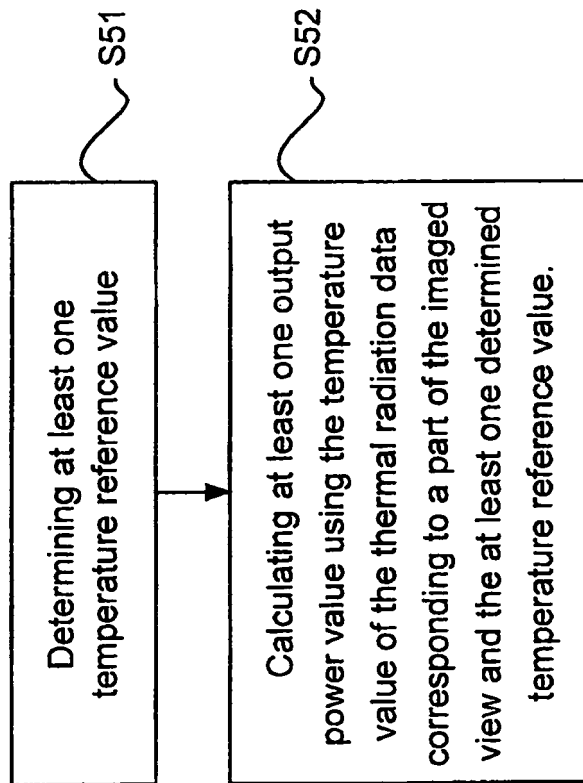 Determining at least one
temperature reference value
S51
Calculating at least one output
power value using the temperature
value of the thermal radiation data
corresponding to a part of the imaged
view and the at least one determined
temperature reference value.
S52